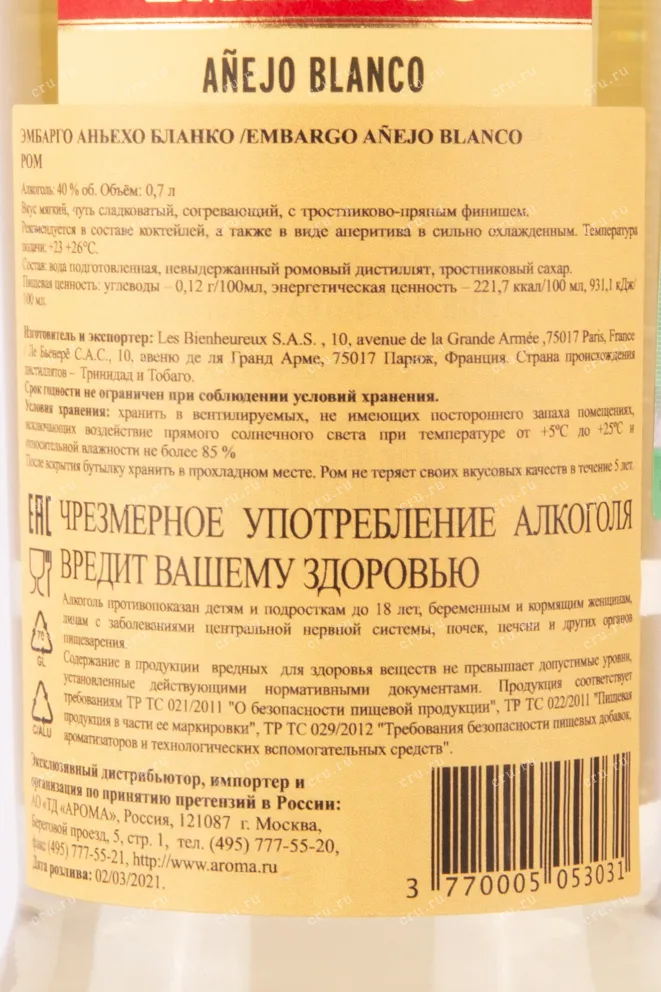 AÑEJO BLANCO
ЭМБАРГО АНЬЕХО БЛАНКО /EMBARGO AÑEJO BLANCO
РОМ
Алкоголь: 40 % об. Объём: 0,7 л
Вкус мягкий, чуть сладковатый, согревающий, с тростниково-пряным финишем.
Рекомендуется в составе коктейлей, а также в виде аперитива в сильно охлажденным. Температура
подачи: +23 +26°C.
Состав: вода подготовленная, невыдержанный ромовый дистиллят, тростниковый сахар.
Пищевая ценность: углеводы – 0,12 г/100мл, энергетическая ценность – 221,7 ккал/100 мл, 931,1 кДж/
100 мл.
Изготовитель и экспортер: Les Bienheureux S.A.S. , 10, avenue de la Grande Armée ,75017 Paris, France
/ Ле Бьенерё С.А.С., 10, авеню де ля Гранд Арме, 75017 Париж, Франция. Страна происхождения
дистиллятов – Тринидад и Тобаго.
Срок годности не ограничен при соблюдении условий хранения.
Условия хранения: хранить в вентилируемых, не имеющих постороннего запаха помещениях,
исключающих воздействие прямого солнечного света при температуре от +5°C до +25°C и
относительной влажности не более 85 %
После вскрытия бутылку хранить в прохладном месте. Ром не теряет своих вкусовых качеств в течение 5 лет.
EAC ЧРЕЗМЕРНОЕ УПОТРЕБЛЕНИЕ АЛКОГОЛЯ
ВРЕДИТ ВАШЕМУ ЗДОРОВЬЮ
Алкоголь противопоказан детям и подросткам до 18 лет, беременным и кормящим женщинам,
лицам с заболеваниями центральной нервной системы, почек, печени и других органов
пищеварения.
GL
Содержание в продукции вредных для здоровья веществ не превышает допустимые уровни,
установленные действующими нормативными документами. Продукция соответствует
требованиям ТР ТС 021/2011 "О безопасности пищевой продукции", ТР ТС 022/2011 "Пищевая
продукция в части ее маркировки", ТР ТС 029/2012 "Требования безопасности пищевых добавок,
C/ALU
ароматизаторов и технологических вспомогательных средств".
Эксклюзивный дистрибьютор, импортер и
организация по принятию претензий в России:
АО «ТД «АРОМА», Россия, 121087 г. Москва,
Береговой проезд, 5, стр. 1, тел. (495) 777-55-20,
факс (495) 777-55-21, http://www.aroma.ru
Дата розлива: 02/03/2021.
3 770005 053031
cru.ru